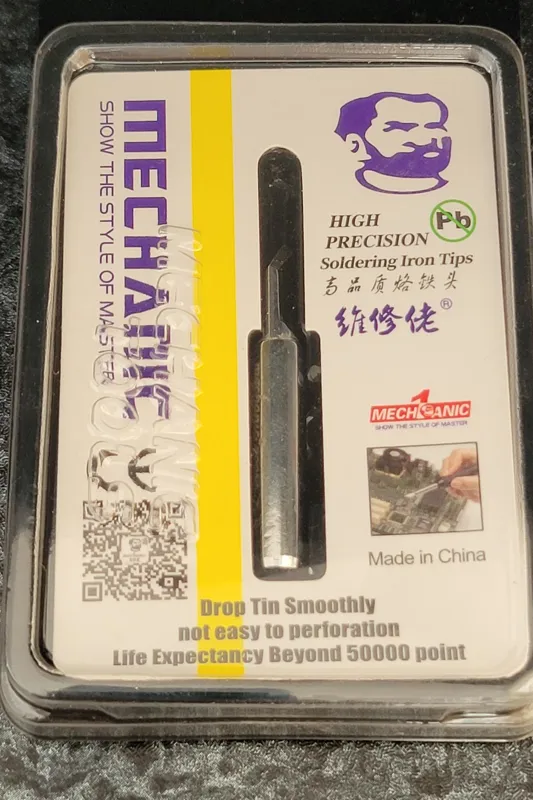 MECHANIC
SHOW THE STYLE OF MASTER
Pb
HIGH
PRECISION
Soldering Iron Tips
高品质烙铁头
维修佬®
MECHANIC
SHOW THE STYLE OF MASTER
Made in China
Drop Tin Smoothly
not easy to perforation
Life Expectancy Beyond 50000 point